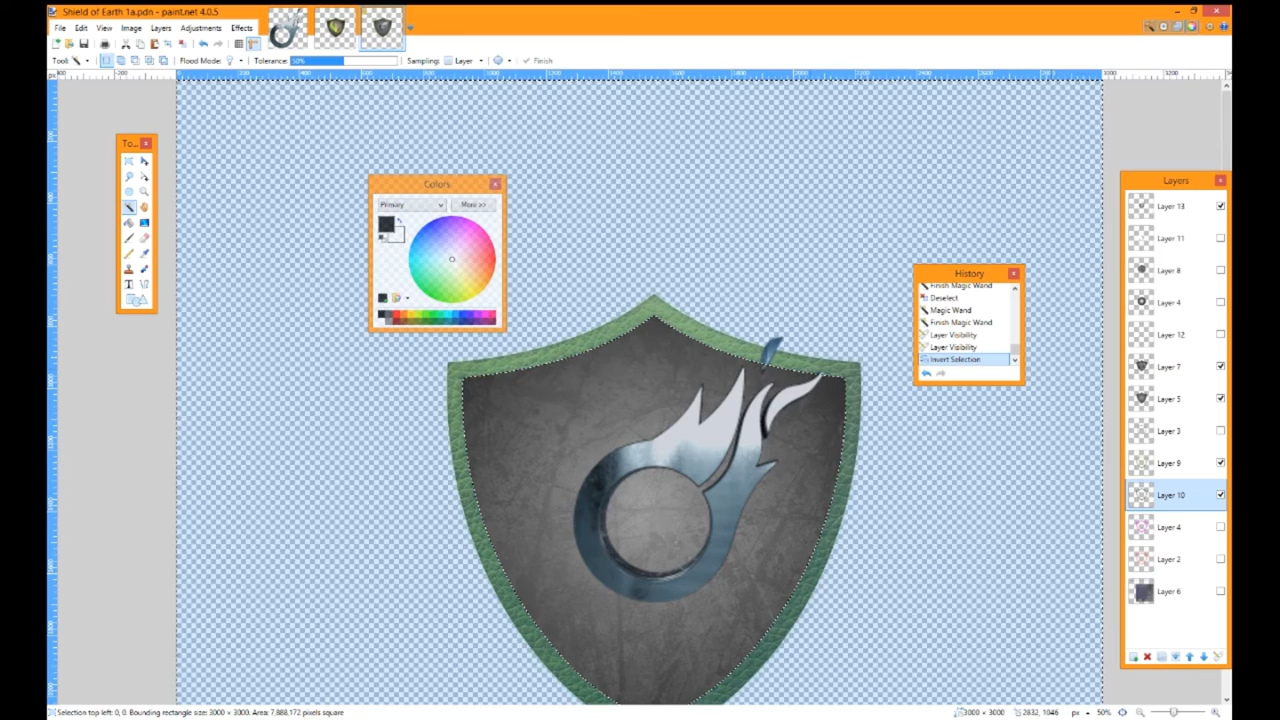 Shield of Earth 1a.pdn - paint.net 4.0.5
File Edit View Image Layers Adjustments Effects
Tool: Flood Mode: Tolerance: 50% Sampling: Layer Finish
px
To...
Colors
Primary More >>
History
Finish Magic Wand
Deselect
Magic Wand
Finish Magic Wand
Layer Visibility
Layer Visibility
Invert Selection
Layers
Layer 13
Layer 11
Layer 8
Layer 4
Layer 12
Layer 7
Layer 5
Layer 3
Layer 9
Layer 10
Layer 4
Layer 2
Layer 6
Selection top left: 0, 0. Bounding rectangle size: 3000 × 3000. Area: 7,888,172 pixels square
3000 × 3000 2832, 1046 px 50%